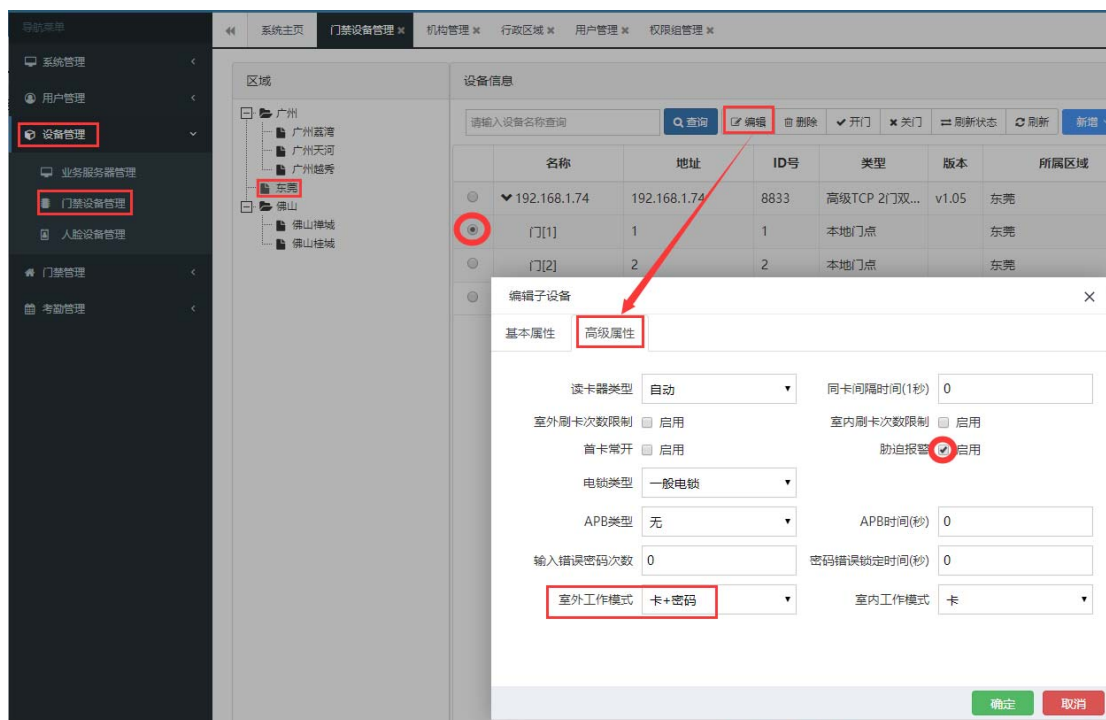 导航菜单
系统管理
用户管理
设备管理
业务服务器管理
门禁设备管理
人脸设备管理
门禁管理
考勤管理
系统主页 门禁设备管理 机构管理 行政区域 用户管理 权限组管理
区域
广州
广州荔湾
广州天河
广州越秀
东莞
佛山
佛山禅城
佛山桂城
设备信息
请输入设备名称查询 查询 编辑 删除 开门 关门 刷新状态 刷新 新增
名称 地址 ID号 类型 版本 所属区域
192.168.1.74 192.168.1.74 8833 高级TCP 2门双... v1.05 东莞
门[1] 1 1 本地门点 东莞
门[2] 2 2 本地门点 东莞
编辑子设备 ×
基本属性 高级属性
读卡器类型 自动 同卡间隔时间(1秒) 0
室外刷卡次数限制 启用 室内刷卡次数限制 启用
首卡常开 启用 胁迫报警 启用
电锁类型 一般电锁
APB类型 无 APB时间(秒) 0
输入错误密码次数 0 密码错误锁定时间(秒) 0
室外工作模式 卡+密码 室内工作模式 卡
确定 取消